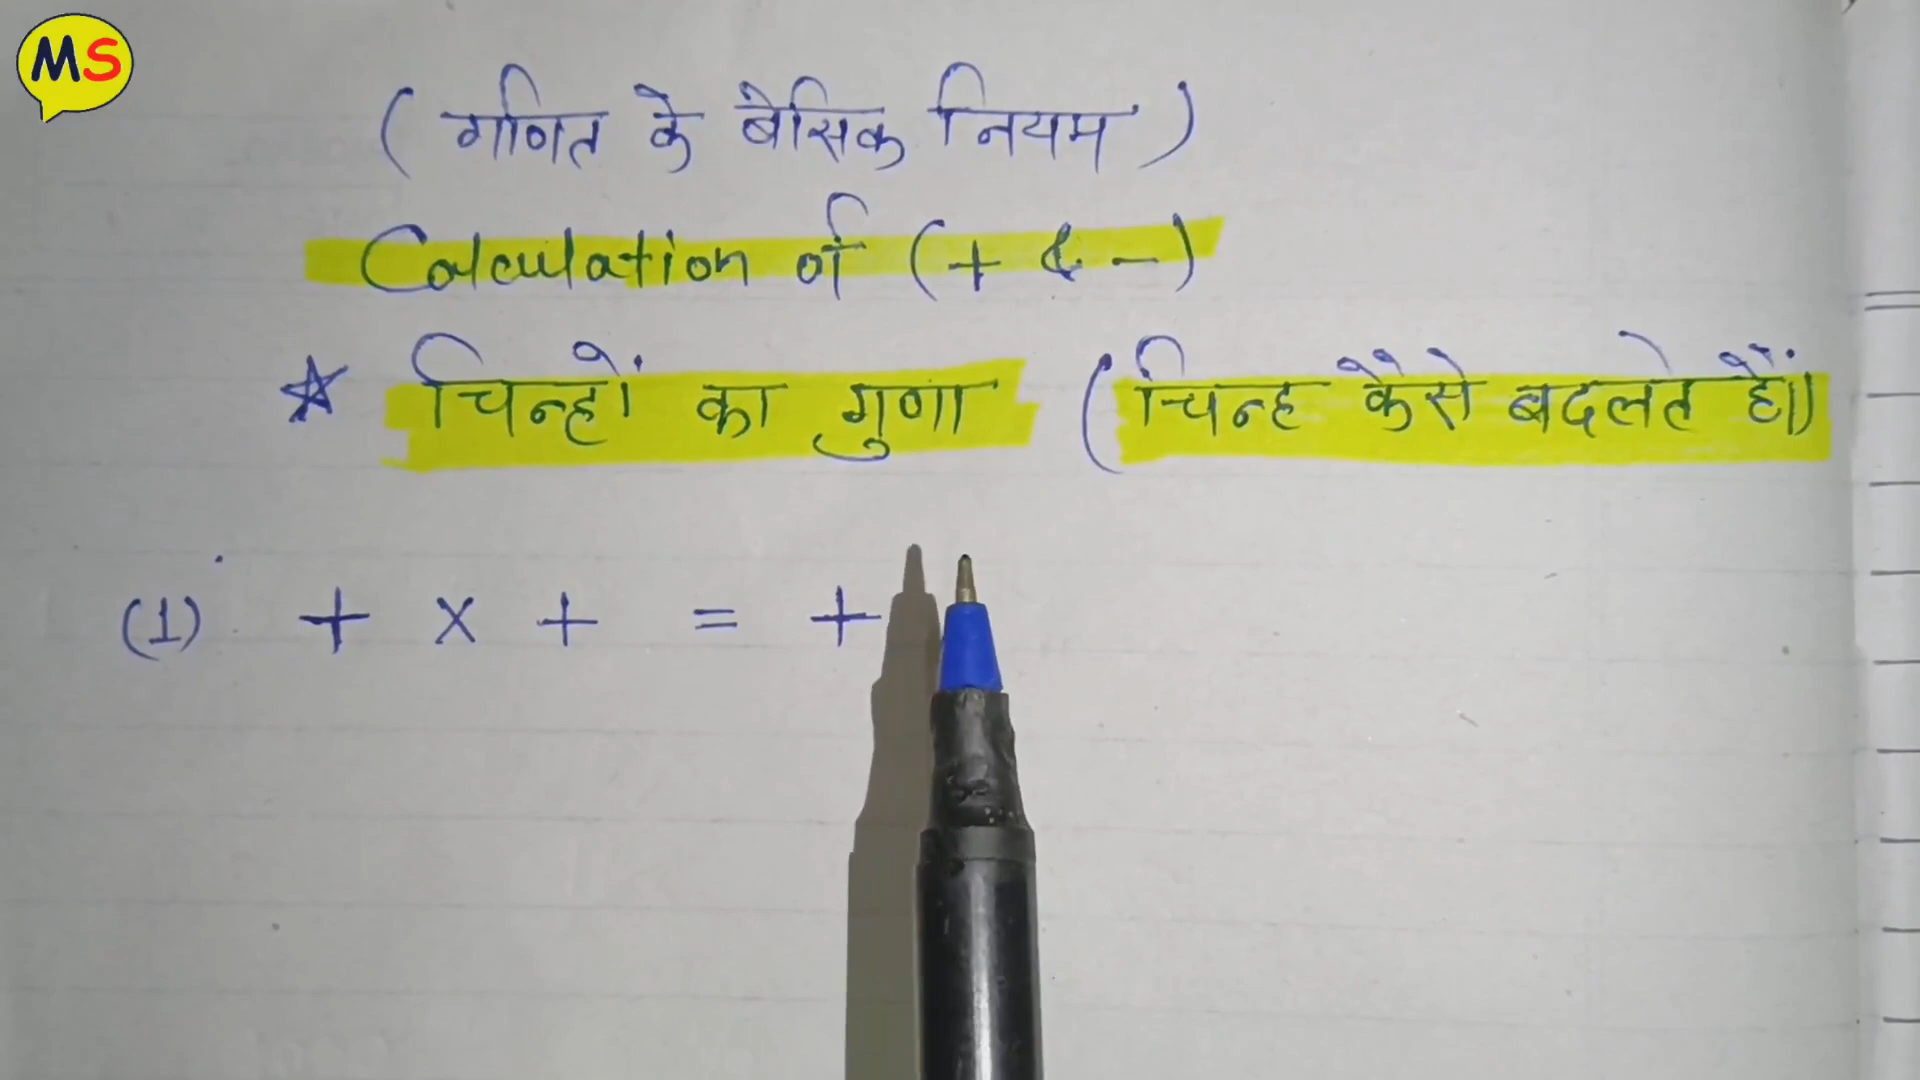 MS
( गणित के बेसिक नियम )
Calculation of (+ & -)
☆ चिन्हों का गुणा (चिन्ह कैसे बदलते हैं।)
(1) + x + = +